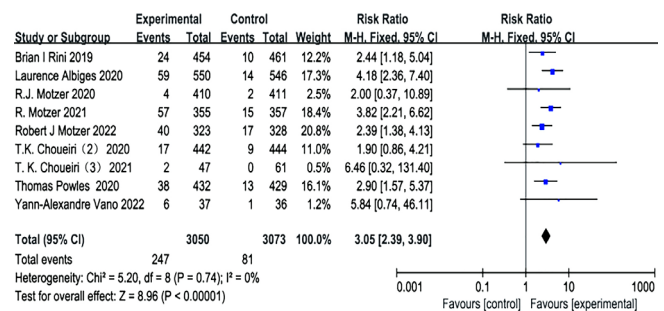 Experimental Control Risk Ratio Risk Ratio
Study or Subgroup Events Total Events Total Weight M-H. Fixed. 95% CI M-H. Fixed. 95% CI
Brian I Rini 2019 24 454 10 461 12.2% 2.44 [1.18, 5.04]
Laurence Albiges 2020 59 550 14 546 17.3% 4.18 [2.36, 7.40]
R.J. Motzer 2020 4 410 2 411 2.5% 2.00 [0.37, 10.89]
R. Motzer 2021 57 355 15 357 18.4% 3.82 [2.21, 6.62]
Robert J Motzer 2022 40 323 17 328 20.8% 2.39 [1.38, 4.13]
T.K. Choueiri（2）2020 17 442 9 444 11.1% 1.90 [0.86, 4.21]
T. K. Choueiri（3）2021 2 47 0 61 0.5% 6.46 [0.32, 131.40]
Thomas Powles 2020 38 432 13 429 16.1% 2.90 [1.57, 5.37]
Yann-Alexandre Vano 2022 6 37 1 36 1.2% 5.84 [0.74, 46.11]
Total (95% CI) 3050 3073 100.0% 3.05 [2.39, 3.90]
Total events 247 81
Heterogeneity: Chi² = 5.20, df = 8 (P = 0.74); I² = 0%
Test for overall effect: Z = 8.96 (P < 0.00001)
0.001 0.1 1 10 1000
Favours [control] Favours [experimental]